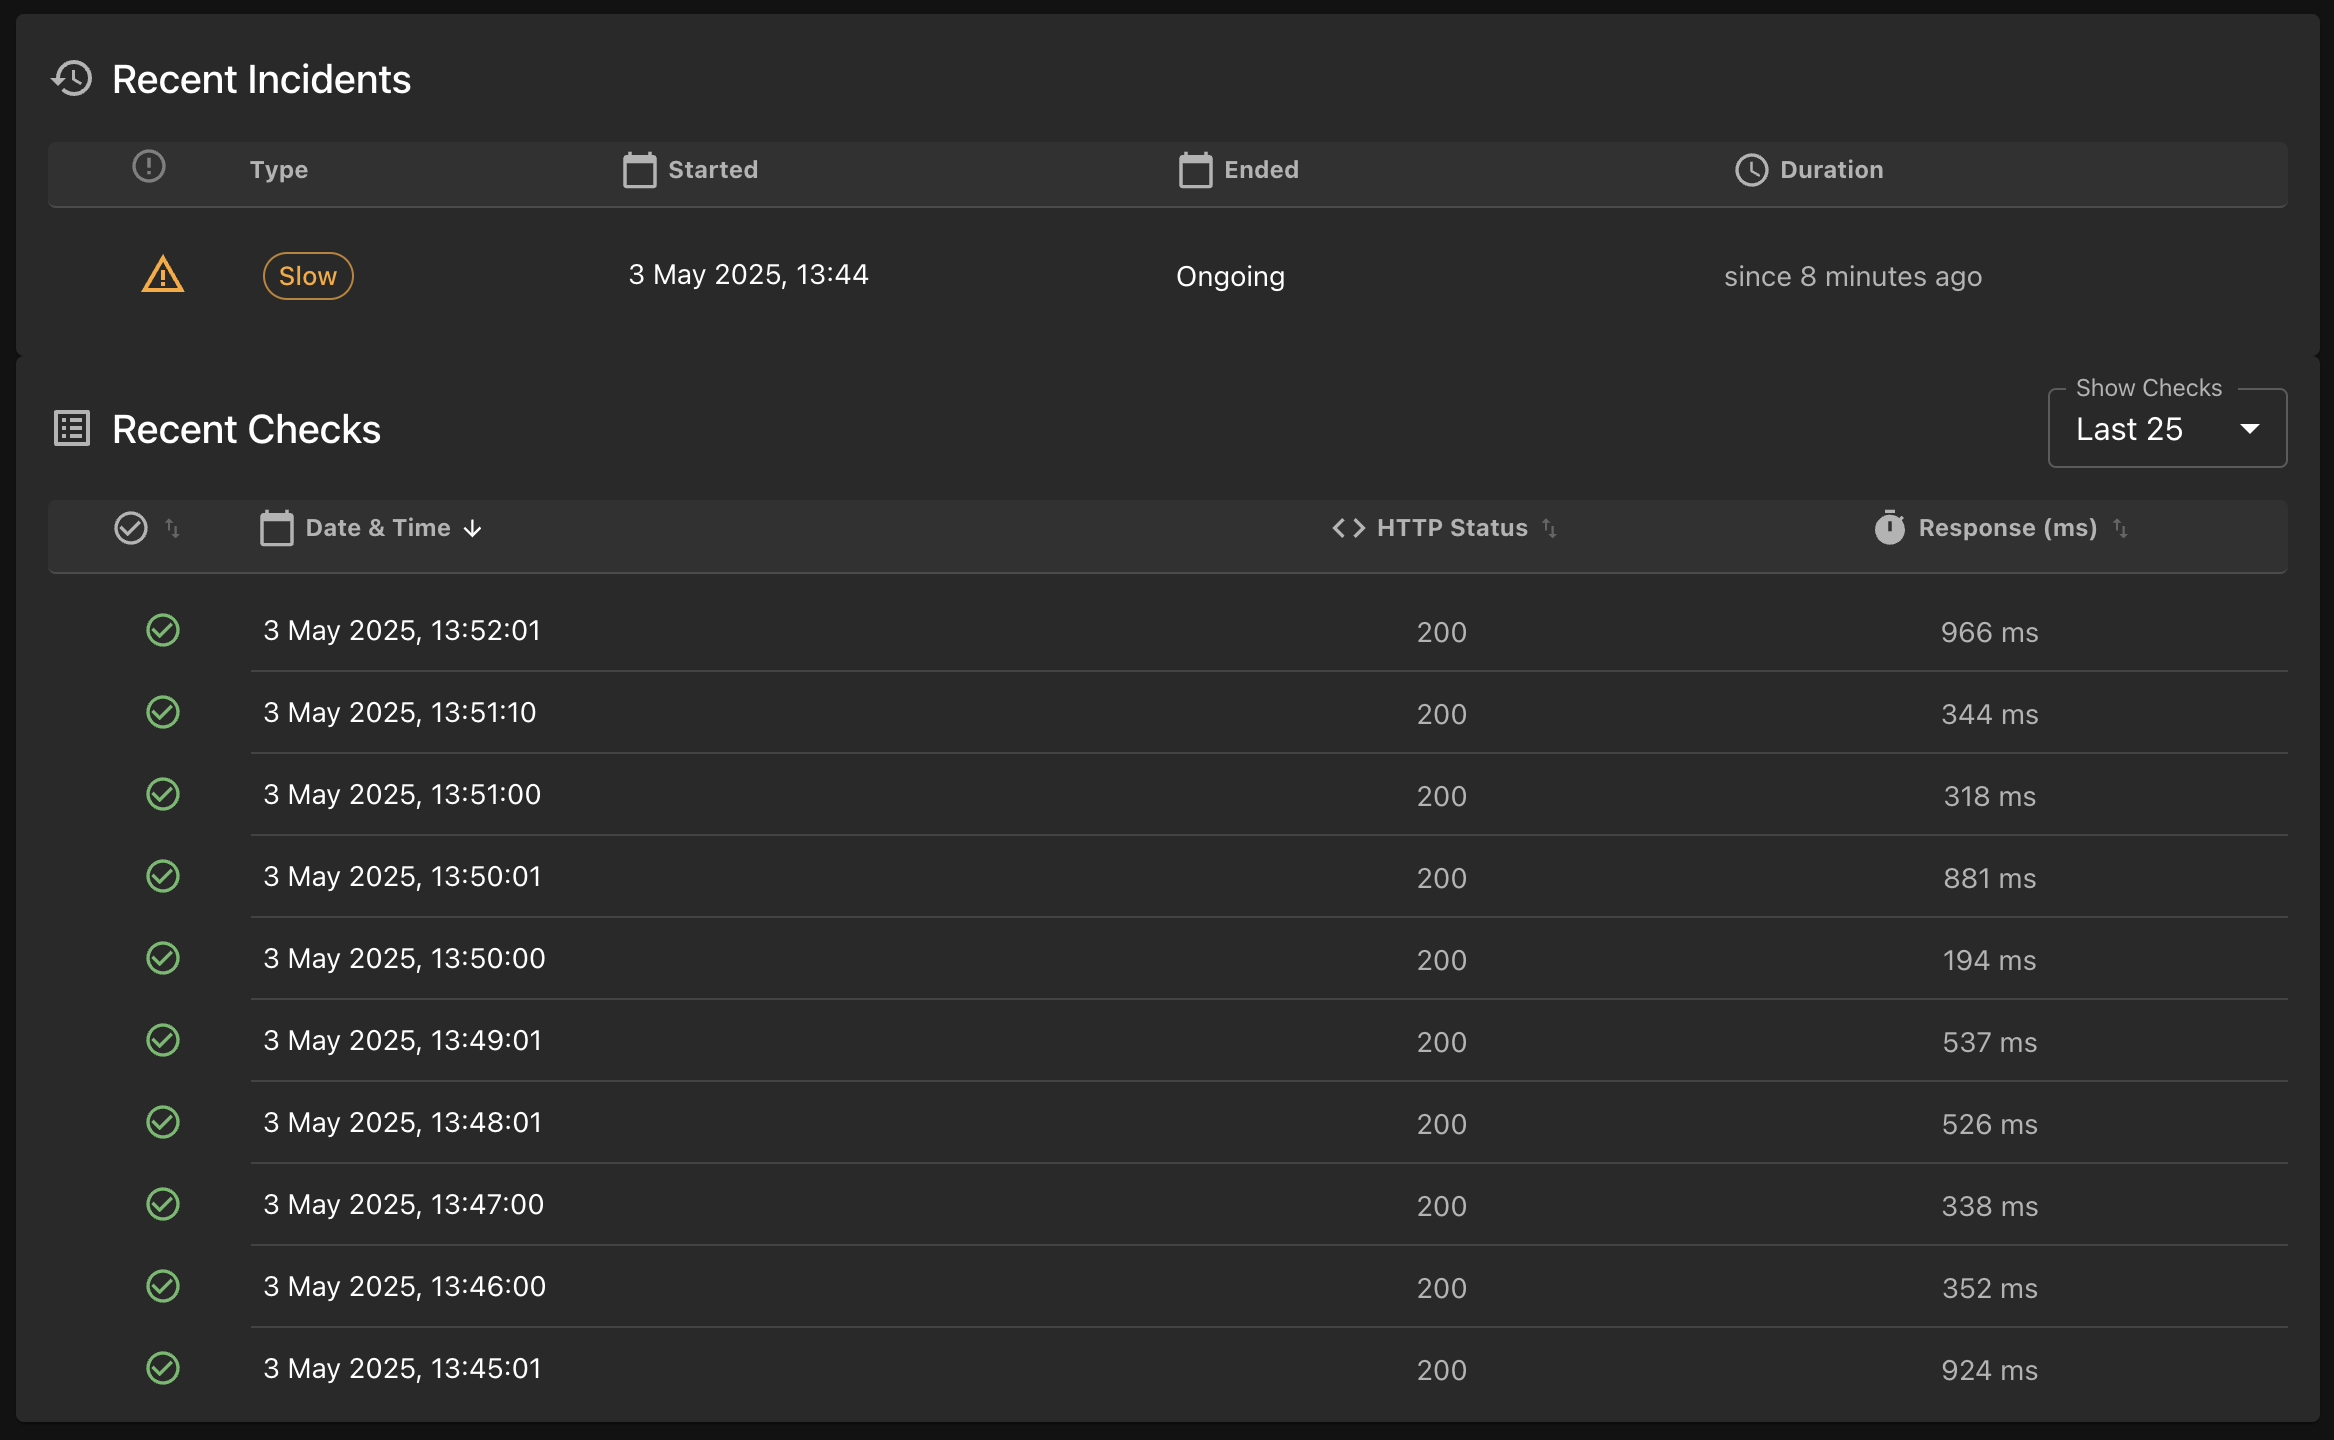 Recent Incidents
Type Started Ended Duration
Slow 3 May 2025, 13:44 Ongoing since 8 minutes ago
Show Checks
Recent Checks Last 25
Date & Time HTTP Status Response (ms)
3 May 2025, 13:52:01 200 966 ms
3 May 2025, 13:51:10 200 344 ms
3 May 2025, 13:51:00 200 318 ms
3 May 2025, 13:50:01 200 881 ms
3 May 2025, 13:50:00 200 194 ms
3 May 2025, 13:49:01 200 537 ms
3 May 2025, 13:48:01 200 526 ms
3 May 2025, 13:47:00 200 338 ms
3 May 2025, 13:46:00 200 352 ms
3 May 2025, 13:45:01 200 924 ms